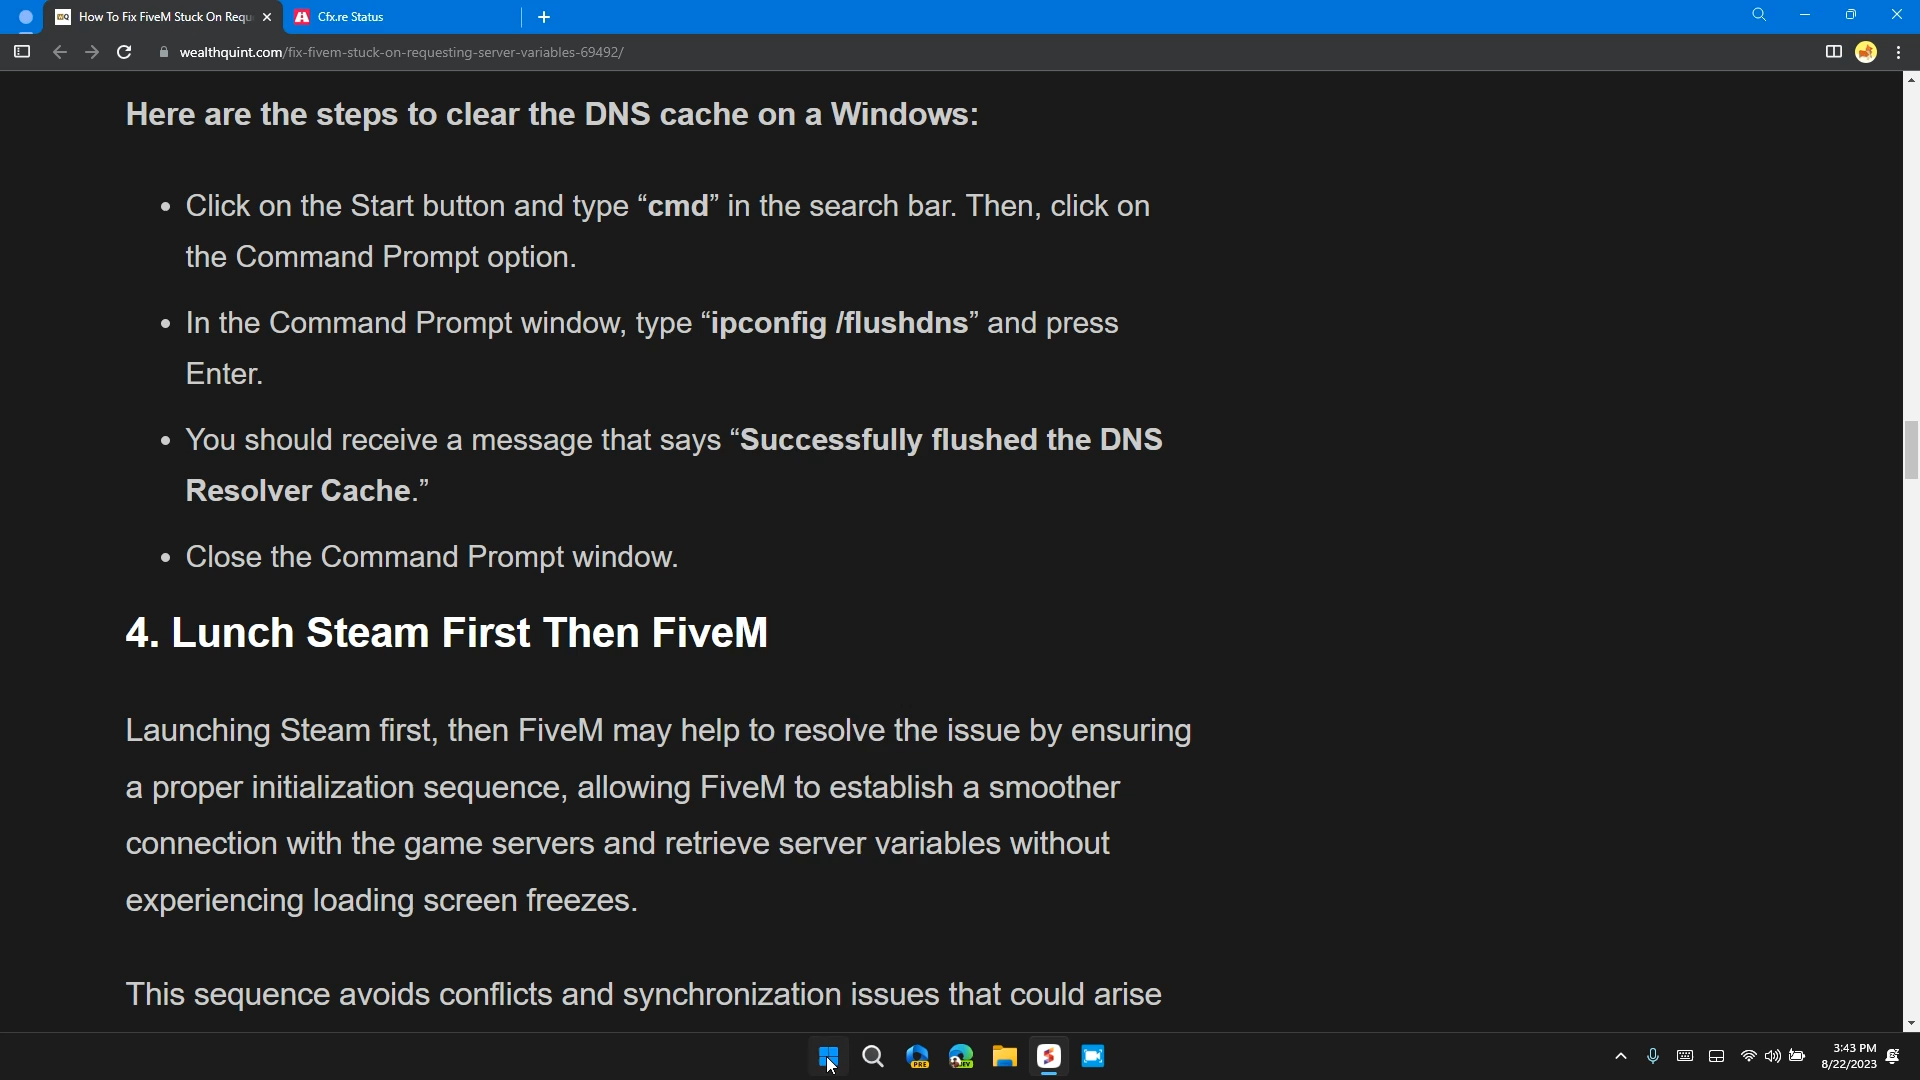 How To Fix FiveM Stuck On Requ
Cfx.re Status
wealthquint.com/fix-fivem-stuck-on-requesting-server-variables-69492/
Here are the steps to clear the DNS cache on a Windows:
• Click on the Start button and type “cmd” in the search bar. Then, click on
the Command Prompt option.
• In the Command Prompt window, type “ipconfig /flushdns” and press
Enter.
• You should receive a message that says “Successfully flushed the DNS
Resolver Cache.”
• Close the Command Prompt window.
4. Lunch Steam First Then FiveM
Launching Steam first, then FiveM may help to resolve the issue by ensuring
a proper initialization sequence, allowing FiveM to establish a smoother
connection with the game servers and retrieve server variables without
experiencing loading screen freezes.
This sequence avoids conflicts and synchronization issues that could arise
PRE
3:43 PM
8/22/2023